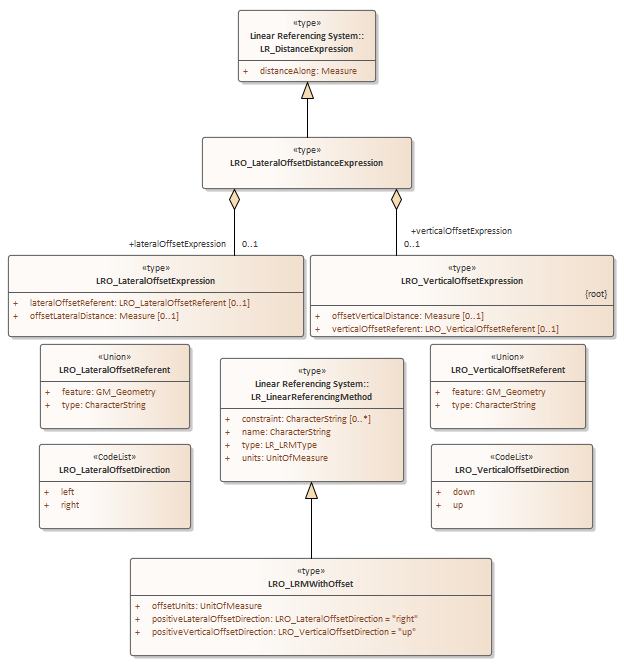 «type»
Linear Referencing System::
LR_DistanceExpression
+ distanceAlong: Measure
«type»
LRO_LateralOffsetDistanceExpression
+lateralOffsetExpression 0..1
+verticalOffsetExpression
0..1
«type»
LRO_LateralOffsetExpression
+ lateralOffsetReferent: LRO_LateralOffsetReferent [0..1]
+ offsetLateralDistance: Measure [0..1]
«type»
LRO_VerticalOffsetExpression
{root}
+ offsetVerticalDistance: Measure [0..1]
+ verticalOffsetReferent: LRO_VerticalOffsetReferent [0..1]
«Union»
LRO_LateralOffsetReferent
+ feature: GM_Geometry
+ type: CharacterString
«type»
Linear Referencing System::
LR_LinearReferencingMethod
+ constraint: CharacterString [0..*]
+ name: CharacterString
+ type: LR_LRMType
+ units: UnitOfMeasure
«Union»
LRO_VerticalOffsetReferent
+ feature: GM_Geometry
+ type: CharacterString
«CodeList»
LRO_LateralOffsetDirection
+ left
+ right
«CodeList»
LRO_VerticalOffsetDirection
+ down
+ up
«type»
LRO_LRMWithOffset
+ offsetUnits: UnitOfMeasure
+ positiveLateralOffsetDirection: LRO_LateralOffsetDirection = "right"
+ positiveVerticalOffsetDirection: LRO_VerticalOffsetDirection = "up"